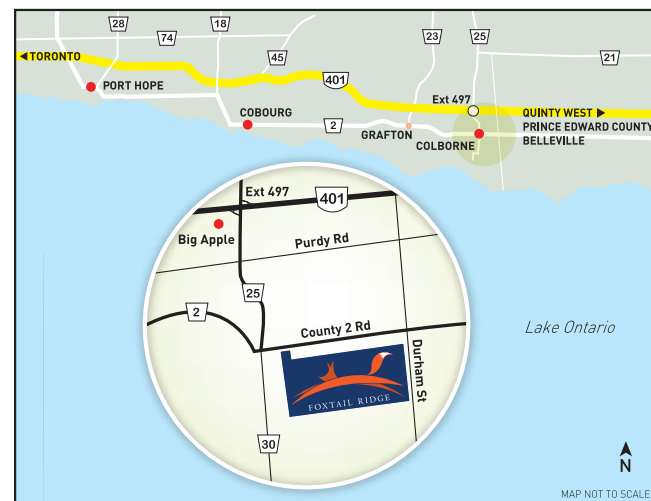 28
18
23
25
74
45
21
TORONTO
401
PORT HOPE
Ext 497
QUINTY WEST
COBOURG
2
GRAFTON
PRINCE EDWARD COUNTY
COLBORNE
BELLEVILLE
Ext 497
401
Big Apple
Purdy Rd
25
2
County 2 Rd
Durham St
Lake Ontario
FOXTAIL RIDGE
30
N
MAP NOT TO SCALE